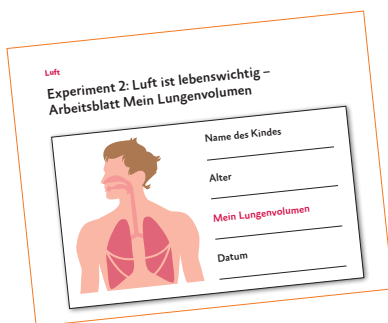 Luft
Experiment 2: Luft ist lebenswichtig –
Arbeitsblatt Mein Lungenvolumen
Name des Kindes
Alter
Mein Lungenvolumen
Datum